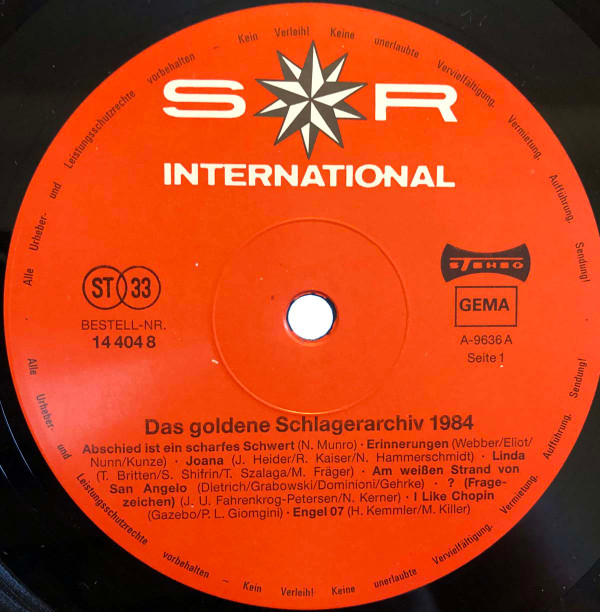 Alle Urheber- und Leistungsschutzrechte vorbehalten – Kein Verleih! Keine unerlaubte Vervielfältigung, Vermietung, Aufführung, Sendung!
S R
INTERNATIONAL
ST 33
BESTELL-NR.
14 404 8
STEREO
GEMA
A-9636 A
Seite 1
Das goldene Schlagerarchiv 1984
Abschied ist ein scharfes Schwert (N. Munro) · Erinnerungen (Webber/Eliot/
Nunn/Kunze) · Joana (J. Heider/R. Kaiser/N. Hammerschmidt) · Linda
(T. Britten/S. Shifrin/T. Szalaga/M. Fräger) · Am weißen Strand von
San Angelo (Dietrich/Grabowski/Dominioni/Gehrke) · ? (Frage-
zeichen) (J. U. Fahrenkrog-Petersen/N. Kerner) · I Like Chopin
(Gazebo/P. L. Giomgini) · Engel 07 (H. Kemmler/M. Killer)
Alle Urheber- und Leistungsschutzrechte vorbehalten – Kein Verleih! Keine unerlaubte Vervielfältigung, Vermietung, Aufführung, Sendung!